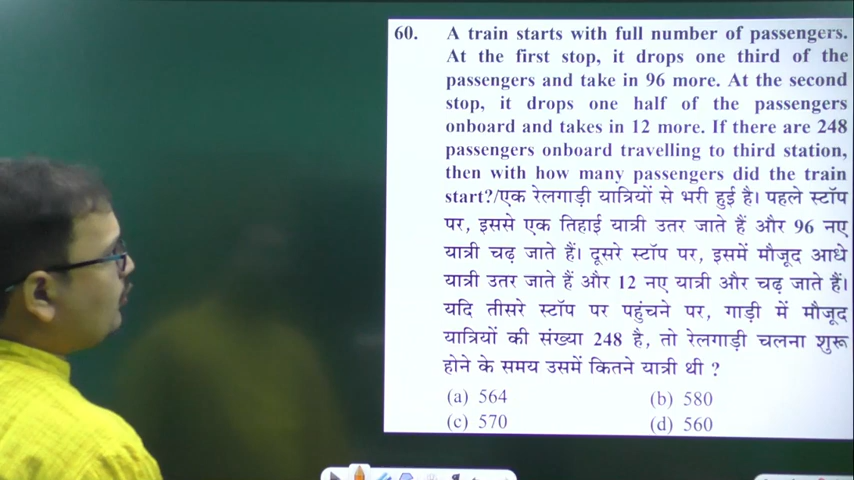 60. A train starts with full number of passengers.
At the first stop, it drops one third of the
passengers and take in 96 more. At the second
stop, it drops one half of the passengers
onboard and takes in 12 more. If there are 248
passengers onboard travelling to third station,
then with how many passengers did the train
start?/एक रेलगाड़ी यात्रियों से भरी हुई है। पहले स्टॉप
पर, इससे एक तिहाई यात्री उतर जाते हैं और 96 नए
यात्री चढ़ जाते हैं। दूसरे स्टॉप पर, इसमें मौजूद आधे
यात्री उतर जाते हैं और 12 नए यात्री और चढ़ जाते हैं।
यदि तीसरे स्टॉप पर पहुंचने पर, गाड़ी में मौजूद
यात्रियों की संख्या 248 है, तो रेलगाड़ी चलना शुरू
होने के समय उसमें कितने यात्री थी ?
(a) 564 (b) 580
(c) 570 (d) 560